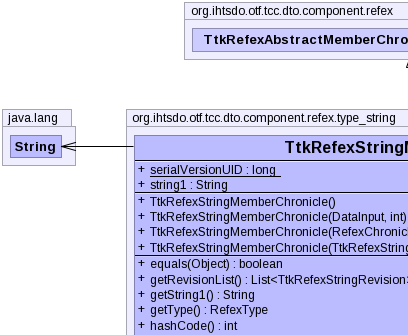 org.ihtsdo.otf.tcc.dto.component.refex
TtkRefexAbstractMemberChro
java.lang
String
org.ihtsdo.otf.tcc.dto.component.refex.type_string
TtkRefexString
+ serialVersionUID : long
+ string1 : String
+ TtkRefexStringMemberChronicle()
+ TtkRefexStringMemberChronicle(DataInput, int)
+ TtkRefexStringMemberChronicle(RefexChronic
+ TtkRefexStringMemberChronicle(TtkRefexString
+ equals(Object) : boolean
+ getRevisionList() : List<TtkRefexStringRevision>
+ getString1() : String
+ getType() : RefexType
+ hashCode() : int